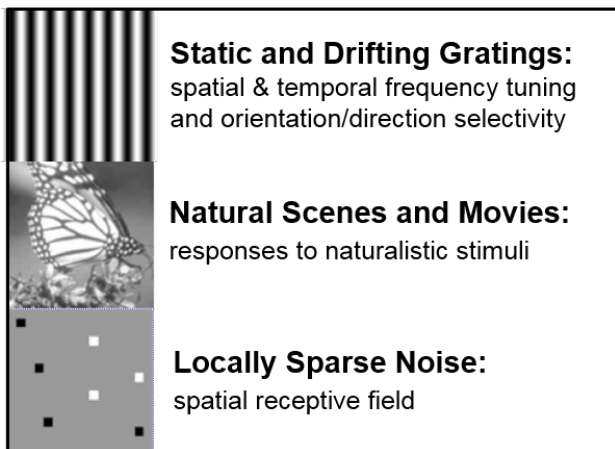 Static and Drifting Gratings:
spatial & temporal frequency tuning
and orientation/direction selectivity
Natural Scenes and Movies:
responses to naturalistic stimuli
Locally Sparse Noise:
spatial receptive field